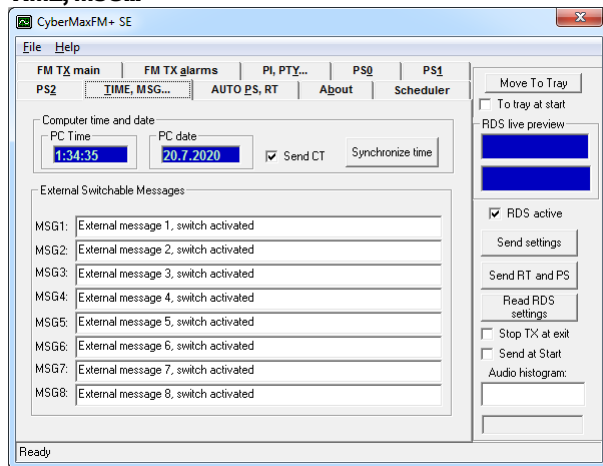 CyberMaxFM+ SE
File Help
FM TX main FM TX alarms PI, PTY... PS0 PS1
PS2 TIME, MSG... AUTO PS, RT About Scheduler
Computer time and date
PC Time PC date
1:34:35 20.7.2020 Send CT Synchronize time
External Switchable Messages
MSG1: External message 1, switch activated
MSG2: External message 2, switch activated
MSG3: External message 3, switch activated
MSG4: External message 4, switch activated
MSG5: External message 5, switch activated
MSG6: External message 6, switch activated
MSG7: External message 7, switch activated
MSG8: External message 8, switch activated
Move To Tray
To tray at start
RDS live preview
RDS active
Send settings
Send RT and PS
Read RDS
settings
Stop TX at exit
Send at Start
Audio histogram:
Ready